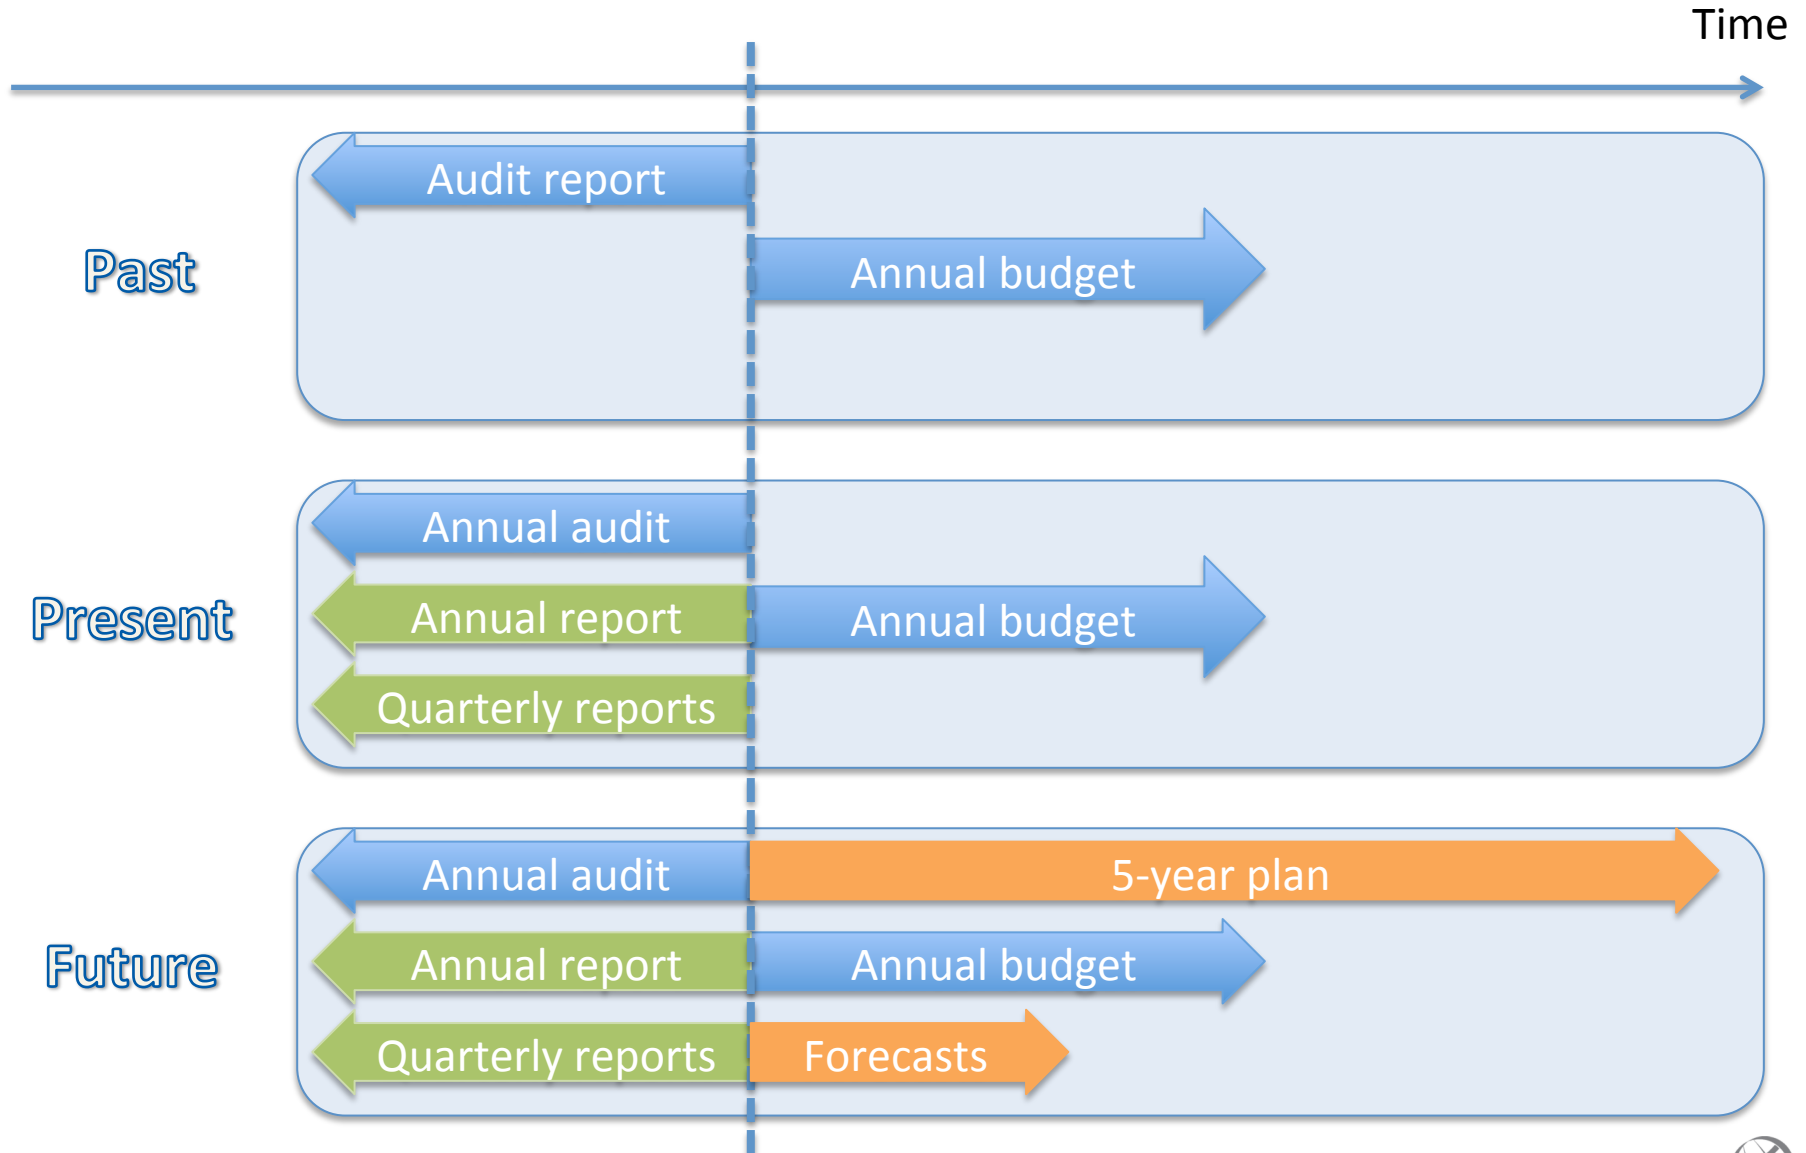 Time
Past
Audit report
Annual budget
Present
Annual audit
Annual report
Annual budget
Quarterly reports
Future
Annual audit
5-year plan
Annual report
Annual budget
Quarterly reports
Forecasts